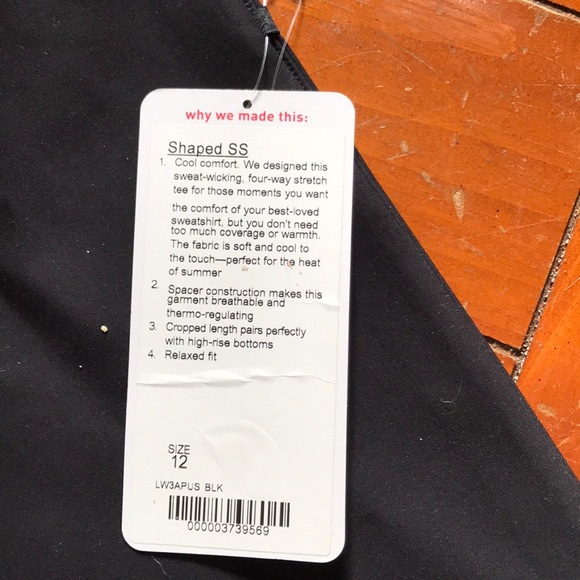 why we made this:
Shaped SS
1. Cool comfort. We designed this
sweat-wicking, four-way stretch
tee for those moments you want
the comfort of your best-loved
sweatshirt, but you don't need
too much coverage or warmth.
The fabric is soft and cool to
the touch—perfect for the heat
of summer
2 Spacer construction makes this
garment breathable and
thermo-regulating
3. Cropped length pairs perfectly
with high-rise bottoms
4. Relaxed fit
SIZE
12
LW3APUS BLK
000003739569